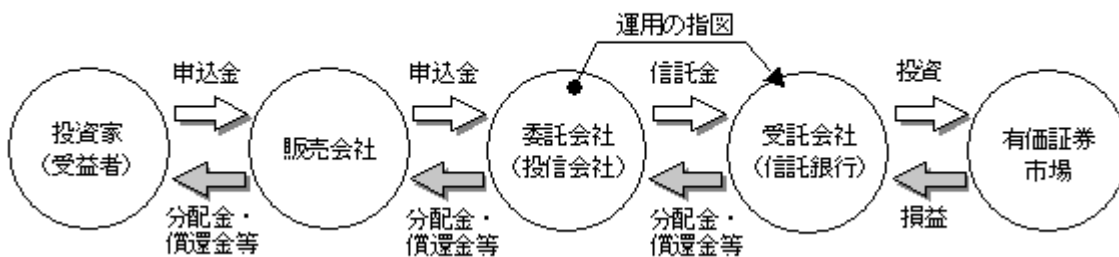 運用の指図
申込金
申込金
信託金
投資
投資家
(受益者)
販売会社
委託会社
(投信会社)
受託会社
(信託銀行)
有価証券
市場
分配金・
償還金等
分配金・
償還金等
分配金・
償還金等
損益